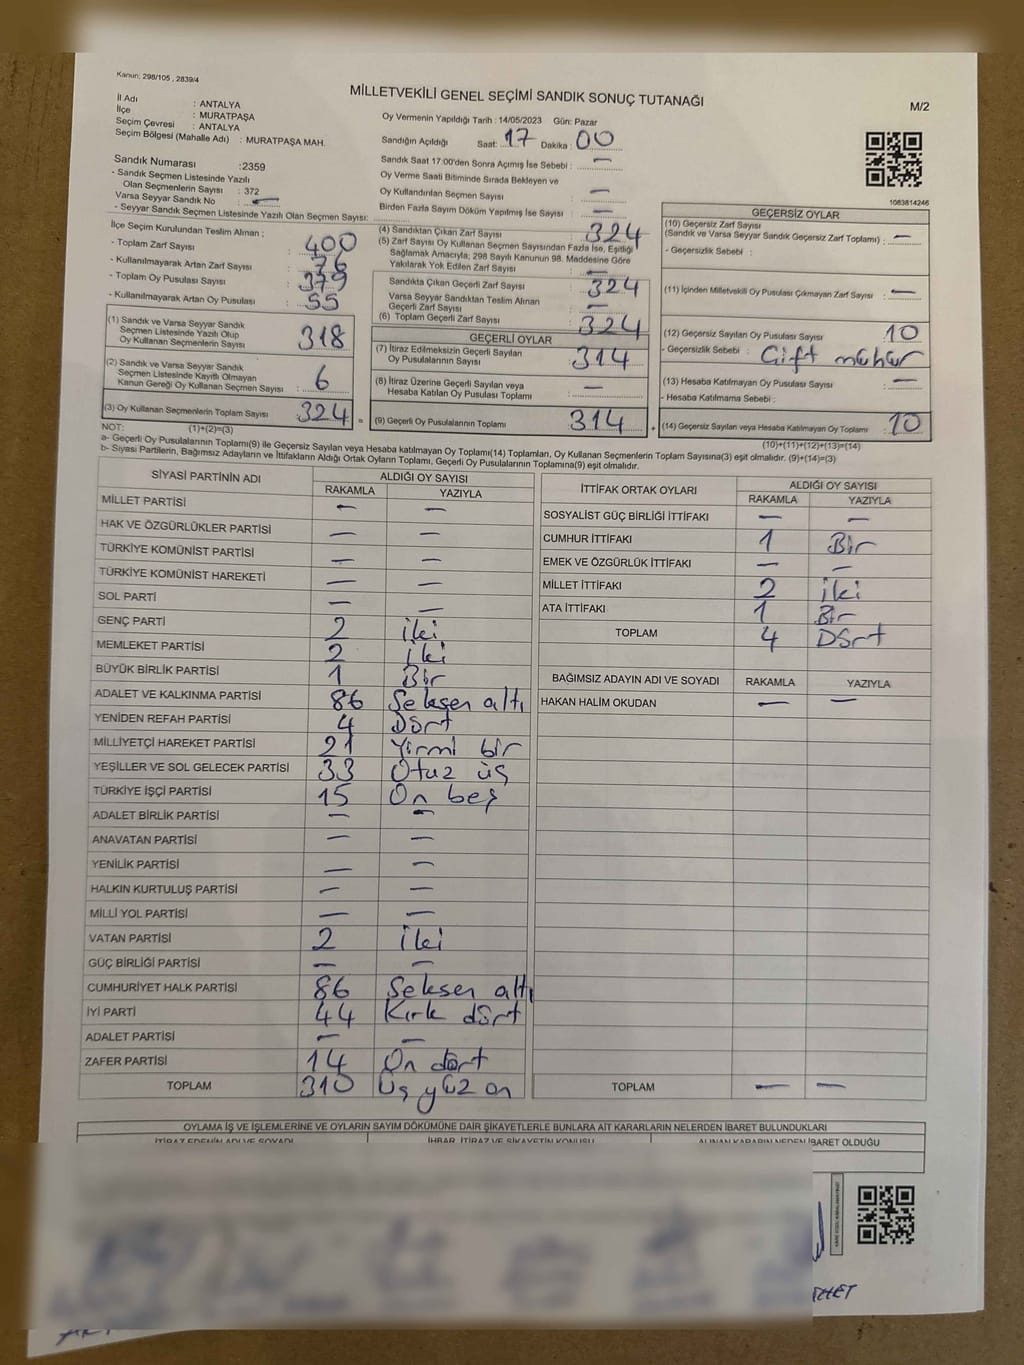 Kanun; 298/105 , 2839/4
MİLLETVEKİLİ GENEL SEÇİMİ SANDIK SONUÇ TUTANAĞI
M/2
İl Adı : ANTALYA
İlçe : MURATPAŞA
Seçim Çevresi : ANTALYA
Seçim Bölgesi (Mahalle Adı) : MURATPAŞA MAH.
Sandık Numarası :2359
- Sandık Seçmen Listesinde Yazılı
Olan Seçmenlerin Sayısı : 372
Varsa Seyyar Sandık No : —
- Seyyar Sandık Seçmen Listesinde Yazılı Olan Seçmen Sayısı:
Oy Vermenin Yapıldığı Tarih : 14/05/2023 Gün: Pazar
Sandığın Açıldığı Saat: 17 Dakika : 00
Sandık Saat 17:00'den Sonra Açımış İse Sebebi : —
Oy Verme Saati Bitiminde Sırada Bekleyen ve
Oy Kullandırılan Seçmen Sayısı —
Birden Fazla Sayım Döküm Yapılmış İse Sayısı : —
1083814246
İlçe Seçim Kurulundan Teslim Alınan ;
- Toplam Zarf Sayısı : 400
- Kullanılmayarak Artan Zarf Sayısı : 76
- Toplam Oy Pusulası Sayısı : 379
- Kullanılmayarak Artan Oy Pusulası : 55
(1) Sandık ve Varsa Seyyar Sandık
Seçmen Listesinde Yazılı Olup
Oy Kullanan Seçmenlerin Sayısı : 318
(2) Sandık ve Varsa Seyyar Sandık
Seçmen Listesinde Kayıtlı Olmayan
Kanun Gereği Oy Kullanan Seçmen Sayısı : 6
(3) Oy Kullanan Seçmenlerin Toplam Sayısı : 324
(4) Sandıktan Çıkan Zarf Sayısı : 324
(5) Zarf Sayısı Oy Kullanan Seçmen Sayısından Fazla İse, Eşitliği
Sağlamak Amacıyla; 298 Sayılı Kanunun 98. Maddesine Göre
Yakılarak Yok Edilen Zarf Sayısı : —
Sandıkta Çıkan Geçerli Zarf Sayısı : 324
Varsa Seyyar Sandıktan Teslim Alınan
Geçerli Zarf Sayısı : —
(6) Toplam Geçerli Zarf Sayısı : 324
GEÇERLİ OYLAR
(7) İtiraz Edilmeksizin Geçerli Sayılan
Oy Pusulalarının Sayısı : 314
(8) İtiraz Üzerine Geçerli Sayılan veya
Hesaba Katılan Oy Pusulası Toplamı : —
= (9) Geçerli Oy Pusulalarının Toplamı : 314
GEÇERSİZ OYLAR
(10) Geçersiz Zarf Sayısı
(Sandık ve Varsa Seyyar Sandık Geçersiz Zarf Toplamı) : —
- Geçersizlik Sebebi :
(11) İçinden Milletvekili Oy Pusulası Çıkmayan Zarf Sayısı : —
(12) Geçersiz Sayılan Oy Pusulası Sayısı : 10
- Geçersizlik Sebebi : Çift mühür
(13) Hesaba Katılmayan Oy Pusulası Sayısı : —
- Hesaba Katılmama Sebebi :
+ (14) Geçersiz Sayılan veya Hesaba Katılmayan Oy Toplamı : 10
NOT: (1)+(2)=(3)
(10)+(11)+(12)+(13)=(14)
a- Geçerli Oy Pusulalarının Toplamı(9) ile Geçersiz Sayılan veya Hesaba katılmayan Oy Toplamı(14) Toplamları, Oy Kullanan Seçmenlerin Toplam Sayısına(3) eşit olmalıdır. (9)+(14)=(3)
b- Siyasi Partilerin, Bağımsız Adayların ve İttifakların Aldığı Ortak Oyların Toplamı, Geçerli Oy Pusulalarının Toplamına(9) eşit olmalıdır.
SİYASİ PARTİNİN ADI ALDIĞI OY SAYISI
RAKAMLA YAZIYLA
MİLLET PARTİSİ — —
HAK VE ÖZGÜRLÜKLER PARTİSİ — —
TÜRKİYE KOMÜNİST PARTİSİ — —
TÜRKİYE KOMÜNİST HAREKETİ — —
SOL PARTİ — —
GENÇ PARTİ 2 iki
MEMLEKET PARTİSİ 2 iki
BÜYÜK BİRLİK PARTİSİ 1 Bir
ADALET VE KALKINMA PARTİSİ 86 Seksen altı
YENİDEN REFAH PARTİSİ 4 Dört
MİLLİYETÇİ HAREKET PARTİSİ 21 Yirmi bir
YEŞİLLER VE SOL GELECEK PARTİSİ 33 Otuz üç
TÜRKİYE İŞÇİ PARTİSİ 15 On beş
ADALET BİRLİK PARTİSİ — —
ANAVATAN PARTİSİ — —
YENİLİK PARTİSİ — —
HALKIN KURTULUŞ PARTİSİ — —
MİLLİ YOL PARTİSİ — —
VATAN PARTİSİ 2 iki
GÜÇ BİRLİĞİ PARTİSİ — —
CUMHURİYET HALK PARTİSİ 86 Seksen altı
İYİ PARTİ 44 Kırk dört
ADALET PARTİSİ — —
ZAFER PARTİSİ 14 On dört
TOPLAM 310 Üç yüz on
İTTİFAK ORTAK OYLARI ALDIĞI OY SAYISI
RAKAMLA YAZIYLA
SOSYALİST GÜÇ BİRLİĞİ İTTİFAKI — —
CUMHUR İTTİFAKI 1 Bir
EMEK VE ÖZGÜRLÜK İTTİFAKI — —
MİLLET İTTİFAKI 2 iki
ATA İTTİFAKI 1 Bir
TOPLAM 4 Dört
BAĞIMSIZ ADAYIN ADI VE SOYADI RAKAMLA YAZIYLA
HAKAN HALİM OKUDAN — —
TOPLAM — —
OYLAMA İŞ VE İŞLEMLERİNE VE OYLARIN SAYIM DÖKÜMÜNE DAİR ŞİKAYETLERLE BUNLARA AİT KARARLARIN NELERDEN İBARET BULUNDUKLARI
İTİRAZ EDENİN ADI VE SOYADI İHBAR, İTİRAZ VE ŞİKAYETİN KONUSU ALINAN KARARIN NEDEN İBARET OLDUĞU